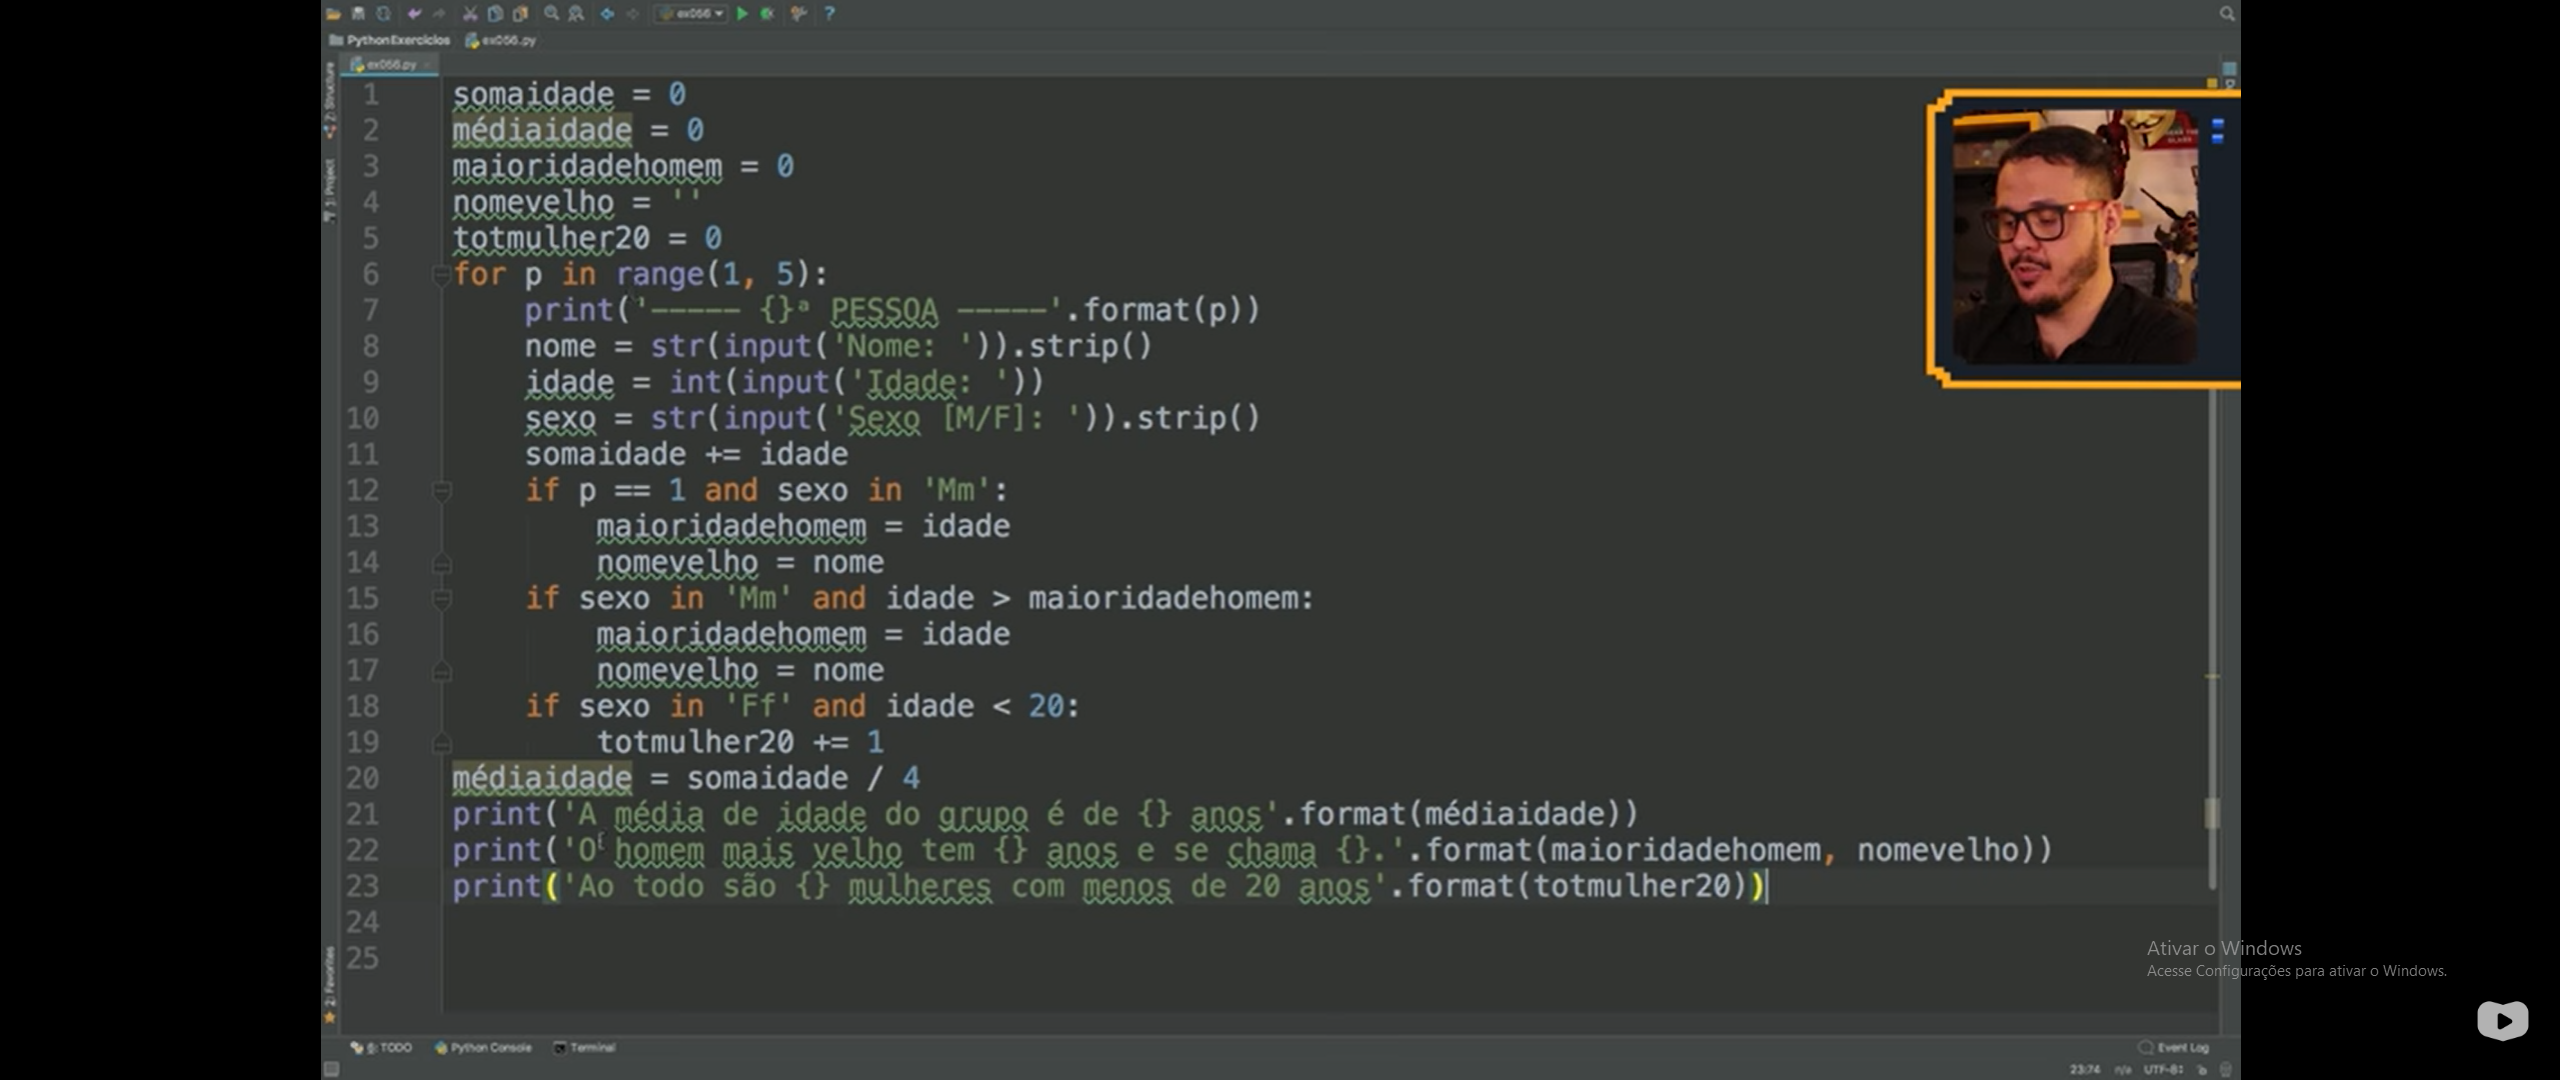 ex056
PythonExercicios
ex056.py
ex056.py
Z: Structure
1: Project
2: Favorites
1 somaidade = 0
2 médiaidade = 0
3 maioridadehomem = 0
4 nomevelho = ''
5 totmulher20 = 0
6 for p in range(1, 5):
7 print('----- {}ª PESSOA -----'.format(p))
8 nome = str(input('Nome: ')).strip()
9 idade = int(input('Idade: '))
10 sexo = str(input('Sexo [M/F]: ')).strip()
11 somaidade += idade
12 if p == 1 and sexo in 'Mm':
13 maioridadehomem = idade
14 nomevelho = nome
15 if sexo in 'Mm' and idade > maioridadehomem:
16 maioridadehomem = idade
17 nomevelho = nome
18 if sexo in 'Ff' and idade < 20:
19 totmulher20 += 1
20 médiaidade = somaidade / 4
21 print('A média de idade do grupo é de {} anos'.format(médiaidade))
22 print('O homem mais velho tem {} anos e se chama {}.'.format(maioridadehomem, nomevelho))
23 print('Ao todo são {} mulheres com menos de 20 anos'.format(totmulher20))
24
25
Ativar o Windows
Acesse Configurações para ativar o Windows.
6: TODO
Python Console
Terminal
Event Log
23:74 n/a UTF-8